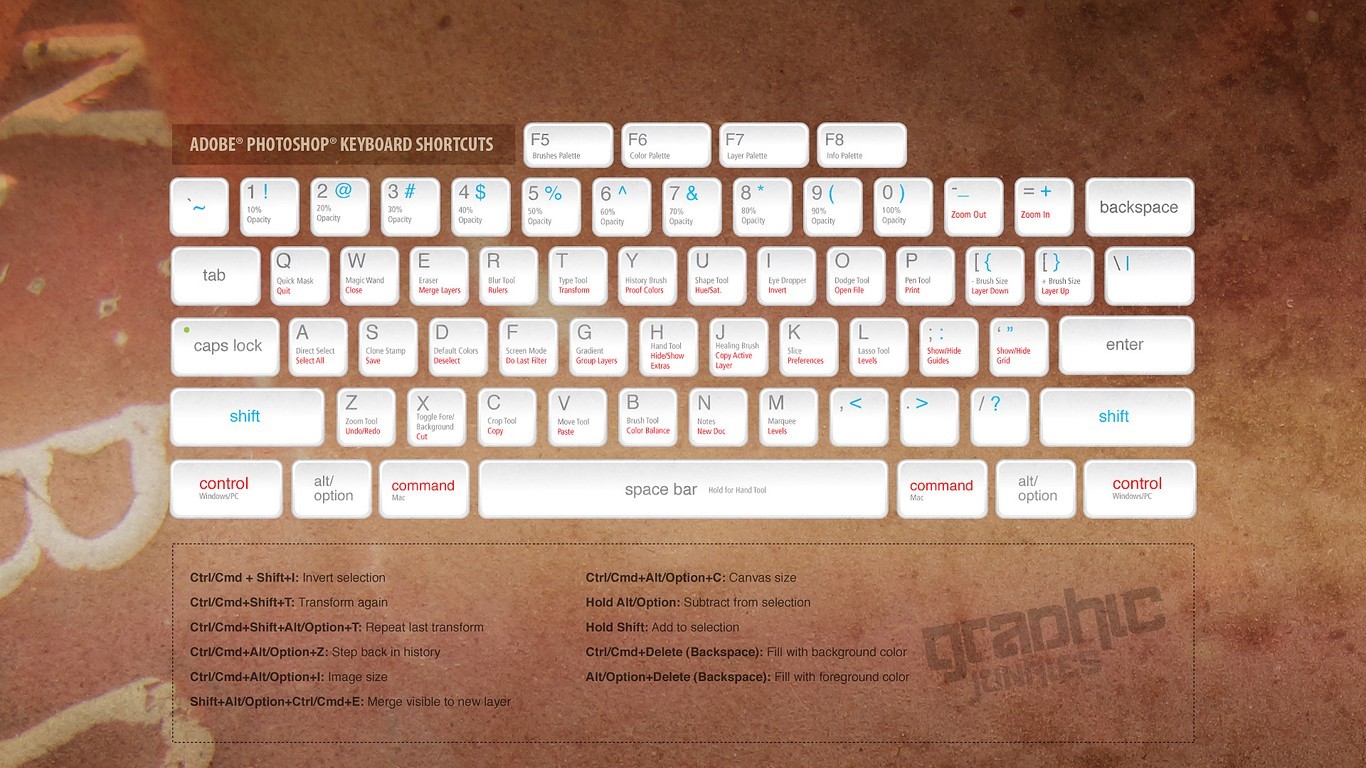 ADOBE® PHOTOSHOP® KEYBOARD SHORTCUTS
F5
Brushes Palette
F6
Color Palette
F7
Layer Palette
F8
Info Palette
` ~
1 !
10%
Opacity
2 @
20%
Opacity
3 #
30%
Opacity
4 $
40%
Opacity
5 %
50%
Opacity
6 ^
60%
Opacity
7 &
70%
Opacity
8 *
80%
Opacity
9 (
90%
Opacity
0 )
100%
Opacity
- _
Zoom Out
= +
Zoom In
backspace
tab
Q
Quick Mask
Quit
W
Magic Wand
Close
E
Eraser
Merge Layers
R
Blur Tool
Rulers
T
Type Tool
Transform
Y
History Brush
Proof Colors
U
Shape Tool
Hue/Sat.
I
Eye Dropper
Invert
O
Dodge Tool
Open File
P
Pen Tool
Print
[ {
- Brush Size
Layer Down
[ }
+ Brush Size
Layer Up
\ |
caps lock
A
Direct Select
Select All
S
Clone Stamp
Save
D
Default Colors
Deselect
F
Screen Mode
Do Last Filter
G
Gradient
Group Layers
H
Hand Tool
Hide/Show
Extras
J
Healing Brush
Copy Active
Layer
K
Slice
Preferences
L
Lasso Tool
Levels
; :
Show/Hide
Guides
‘ ”
Show/Hide
Grid
enter
shift
Z
Zoom Tool
Undo/Redo
X
Toggle Fore/
Background
Cut
C
Crop Tool
Copy
V
Move Tool
Paste
B
Brush Tool
Color Balance
N
Notes
New Doc
M
Marquee
Levels
, <
. >
/ ?
shift
control
Windows/PC
alt/
option
command
Mac
space bar Hold for Hand Tool
command
Mac
alt/
option
control
Windows/PC
Ctrl/Cmd + Shift+I: Invert selection
Ctrl/Cmd+Shift+T: Transform again
Ctrl/Cmd+Shift+Alt/Option+T: Repeat last transform
Ctrl/Cmd+Alt/Option+Z: Step back in history
Ctrl/Cmd+Alt/Option+I: Image size
Shift+Alt/Option+Ctrl/Cmd+E: Merge visible to new layer
Ctrl/Cmd+Alt/Option+C: Canvas size
Hold Alt/Option: Subtract from selection
Hold Shift: Add to selection
Ctrl/Cmd+Delete (Backspace): Fill with background color
Alt/Option+Delete (Backspace): Fill with foreground color
graphic